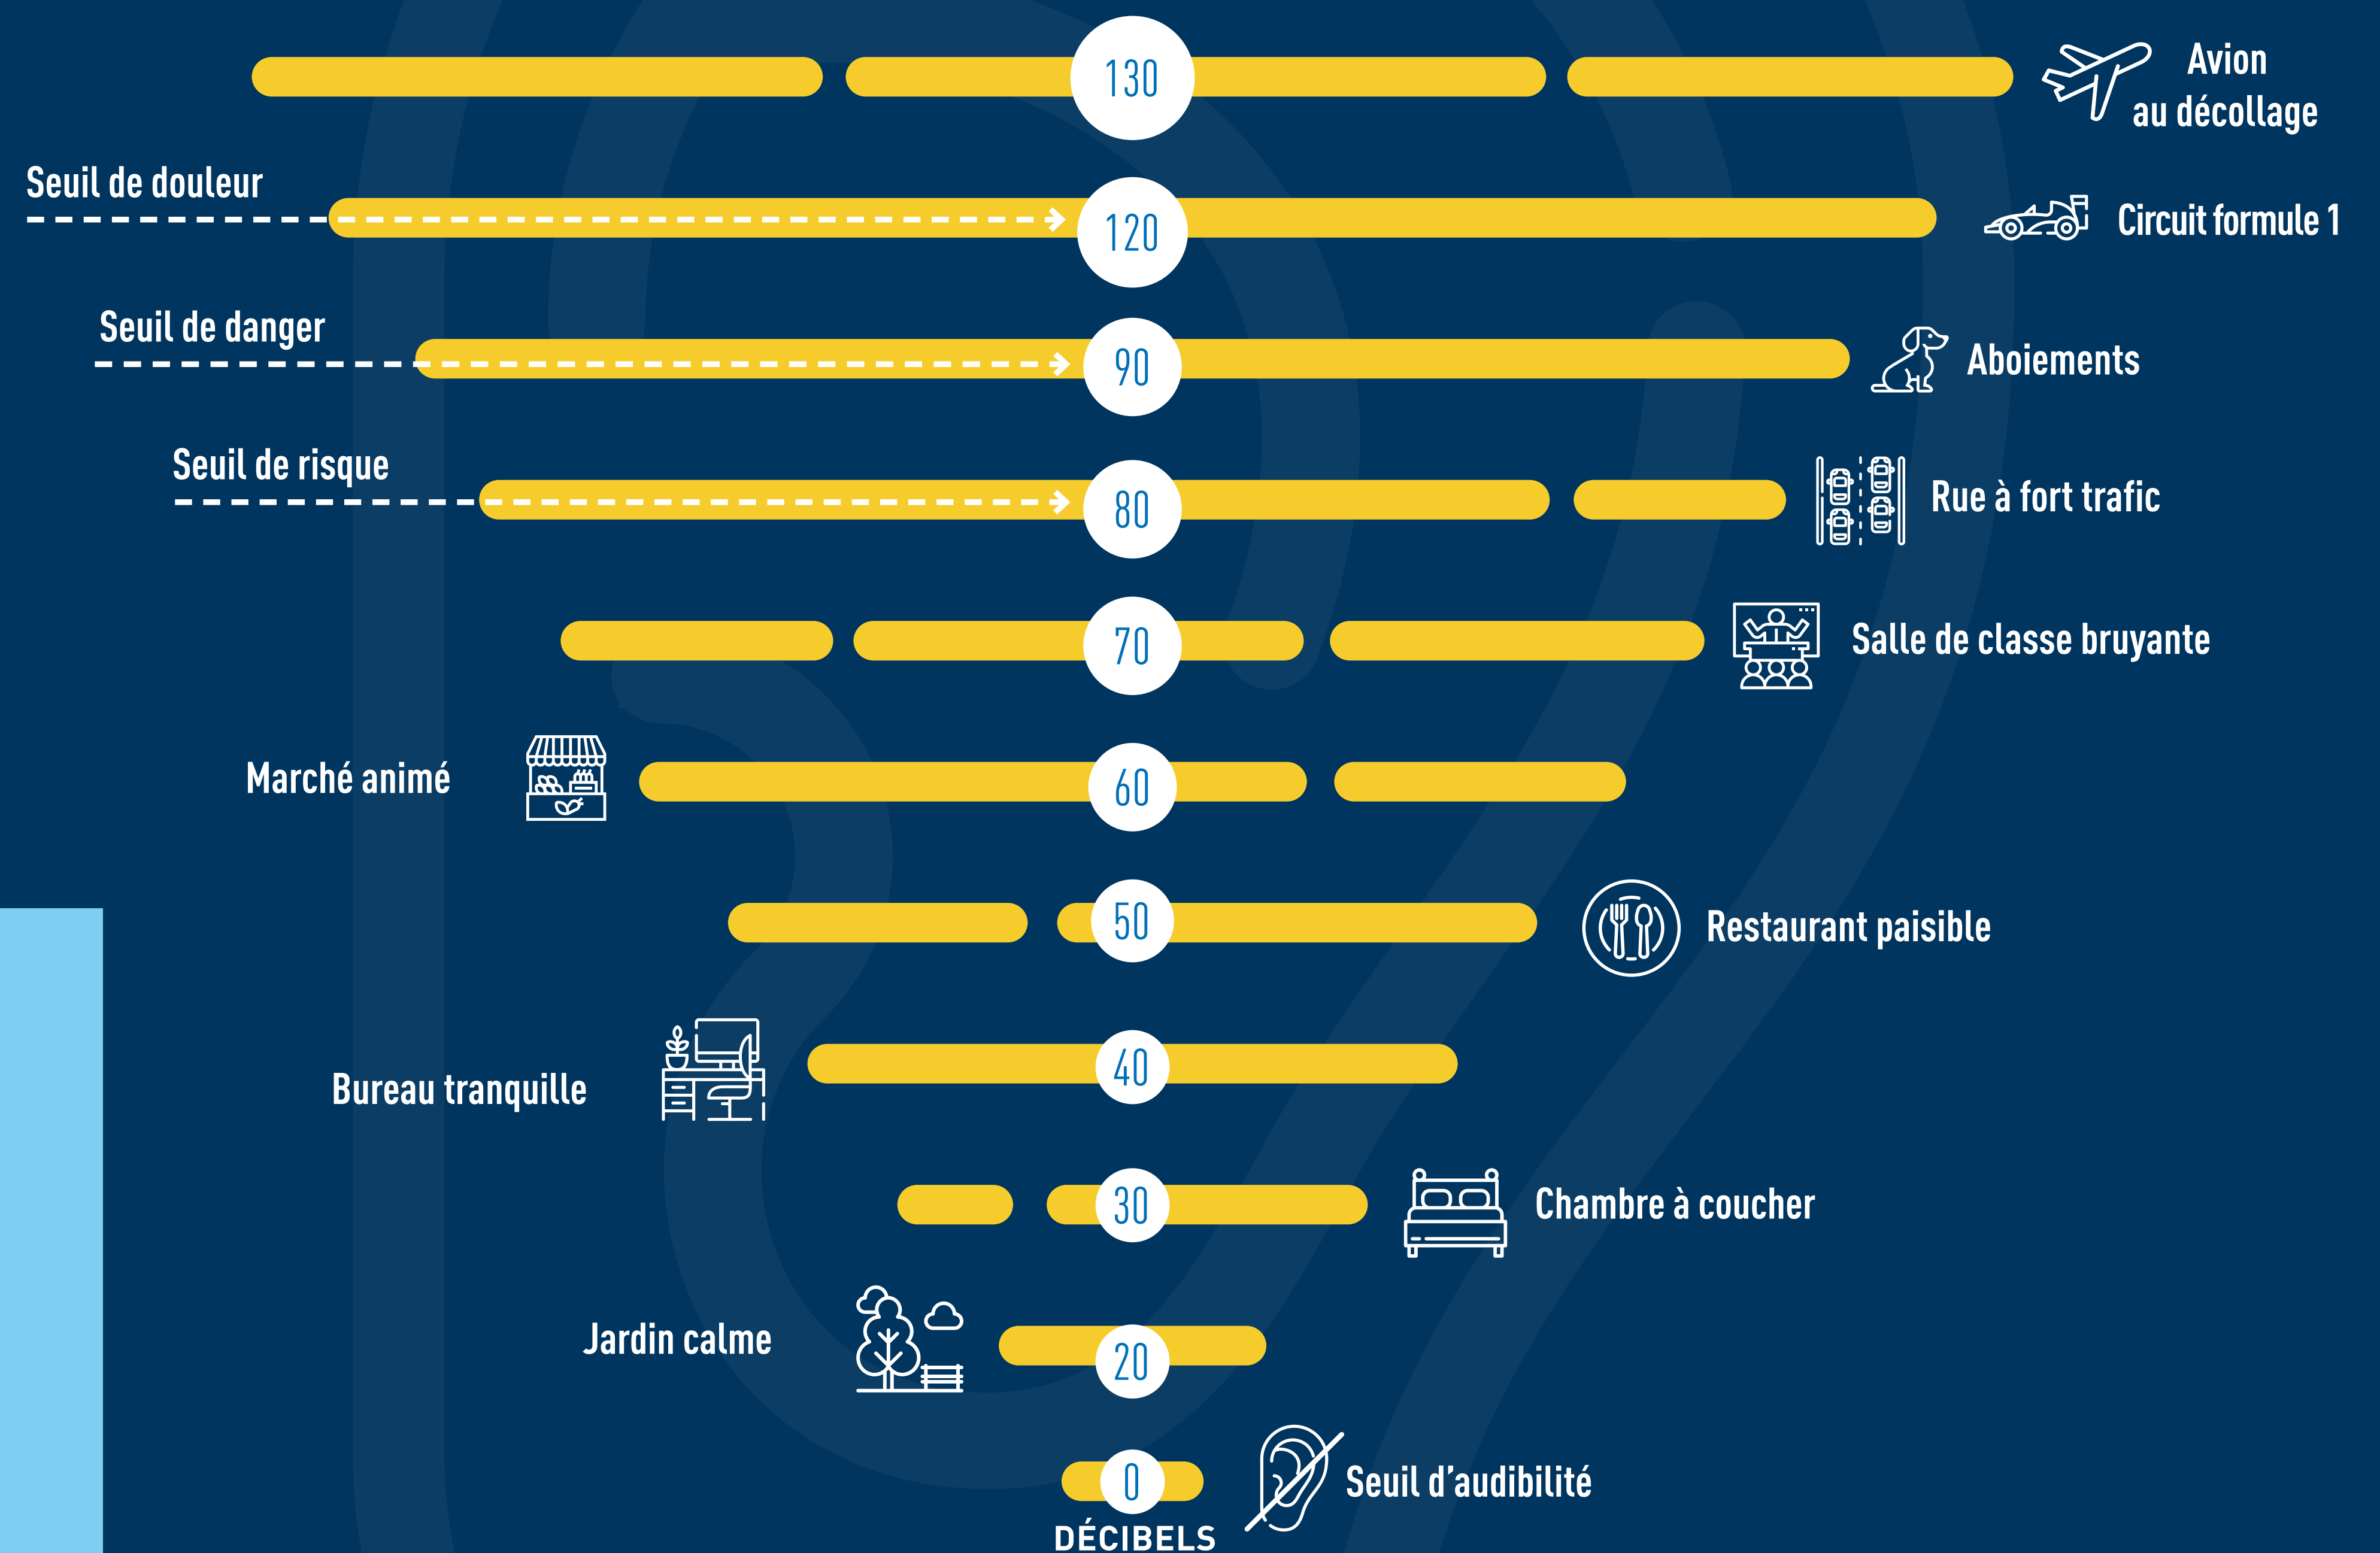 130
Avion
au décollage
Seuil de douleur
120
Circuit formule 1
Seuil de danger
90
Aboiements
Seuil de risque
80
Rue à fort trafic
70
Salle de classe bruyante
Marché animé
60
50
Restaurant paisible
40
Bureau tranquille
30
Chambre à coucher
Jardin calme
20
0
Seuil d’audibilité
DÉCIBELS